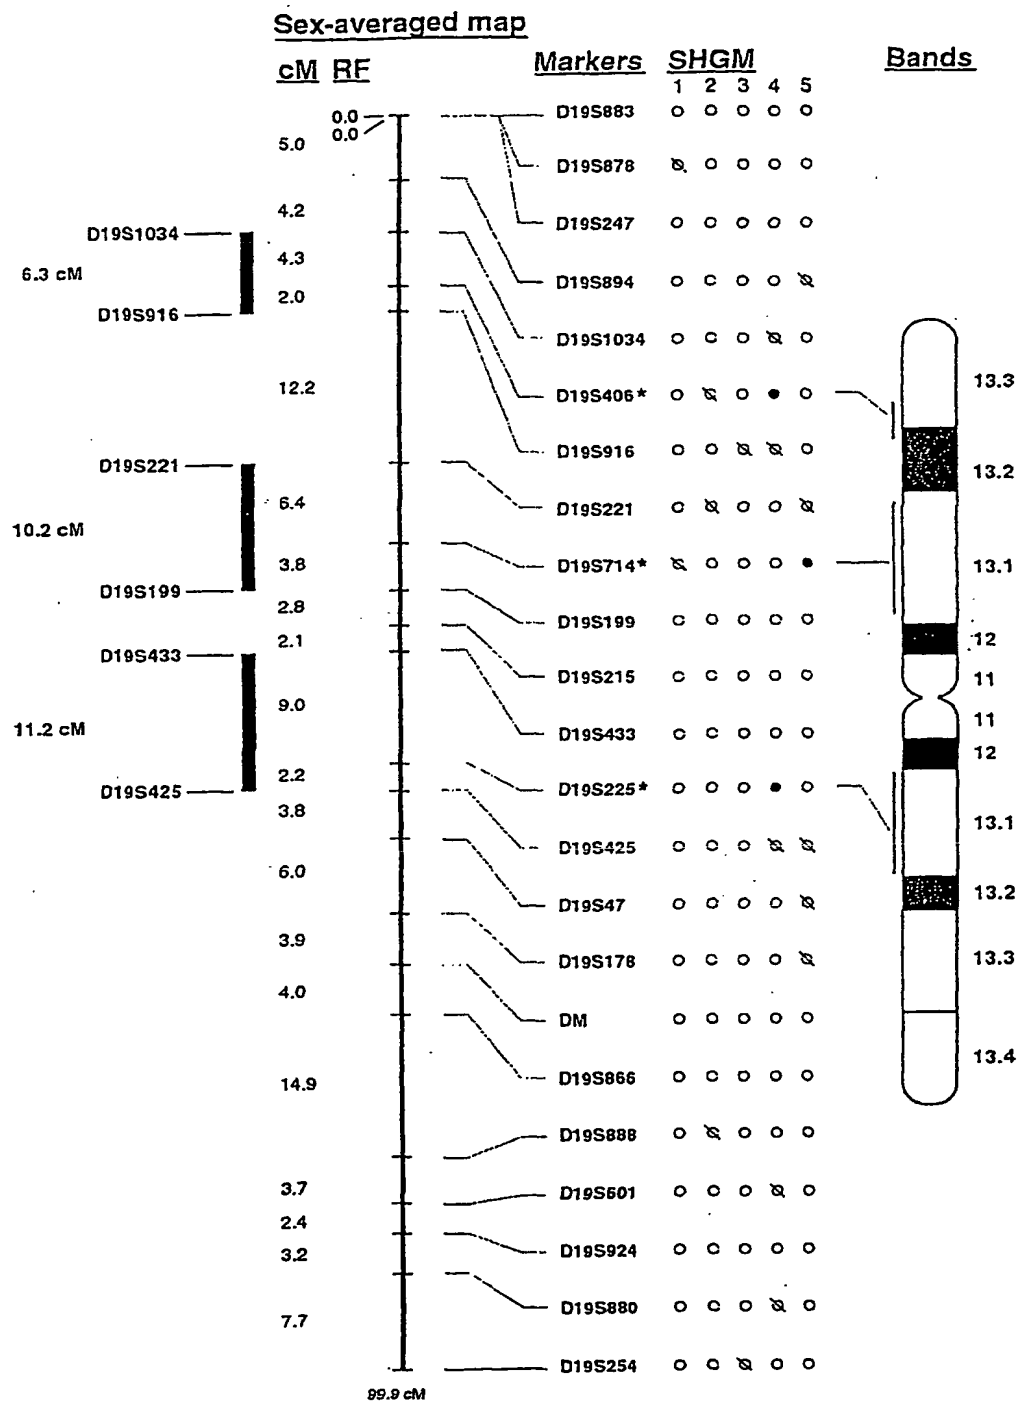 Sex-averaged map
cM RF Markers SHGM Bands
1 2 3 4 5
0.0
0.0
D19S883
5.0
D19S878
4.2
D19S247
D19S1034
4.3
6.3 cM
2.0
D19S894
D19S916
D19S1034
13.3
12.2
D19S406*
D19S916
D19S221
13.2
6.4
D19S221
10.2 cM
3.8
D19S714*
13.1
D19S199
2.8
D19S199
2.1
12
D19S433
D19S215
11
9.0
11
11.2 cM
D19S433
12
2.2
D19S425
D19S225*
3.8
13.1
D19S425
6.0
D19S47
13.2
3.9
D19S178
13.3
4.0
DM
13.4
14.9
D19S866
D19S888
3.7
D19S601
2.4
3.2
D19S924
D19S880
7.7
D19S254
99.9 cM